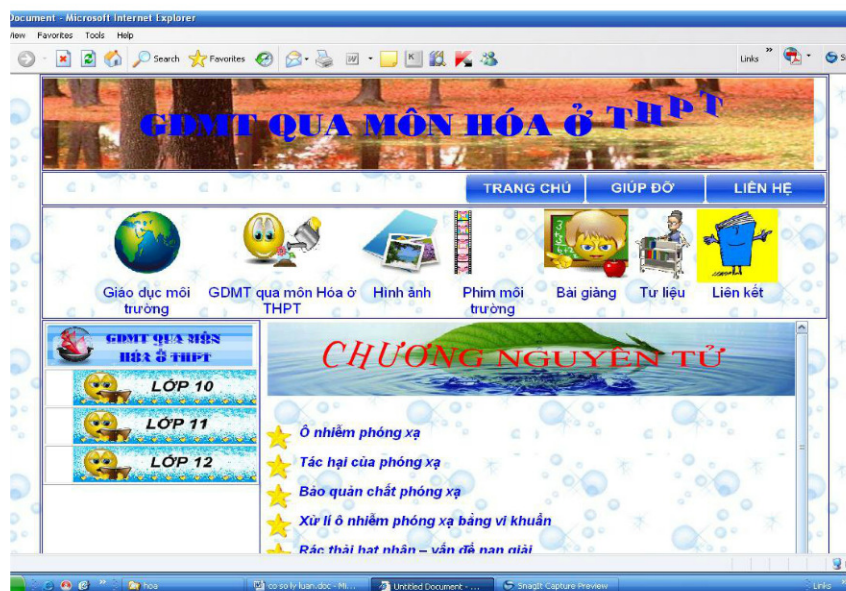 Document - Microsoft Internet Explorer
View Favorites Tools Help
Search Favorites Links
GDMT QUA MÔN HÓA Ở THPT
TRANG CHỦ GIÚP ĐỠ LIÊN HỆ
Giáo dục môi trường
GDMT qua môn Hóa ở THPT
Hình ảnh
Phim môi trường
Bài giảng
Tư liệu
Liên kết
GDMT QUA MÔN
HÓA Ở THPT
LỚP 10
LỚP 11
LỚP 12
CHƯƠNG NGUYÊN TỬ
Ô nhiễm phóng xạ
Tác hại của phóng xạ
Bảo quản chất phóng xạ
Xử lí ô nhiễm phóng xạ bằng vi khuẩn
Rác thải hạt nhân – vấn đề nan giải
hoa co so ly luan.doc - Mi... Untitled Document - ... SnagIt Capture Preview Links